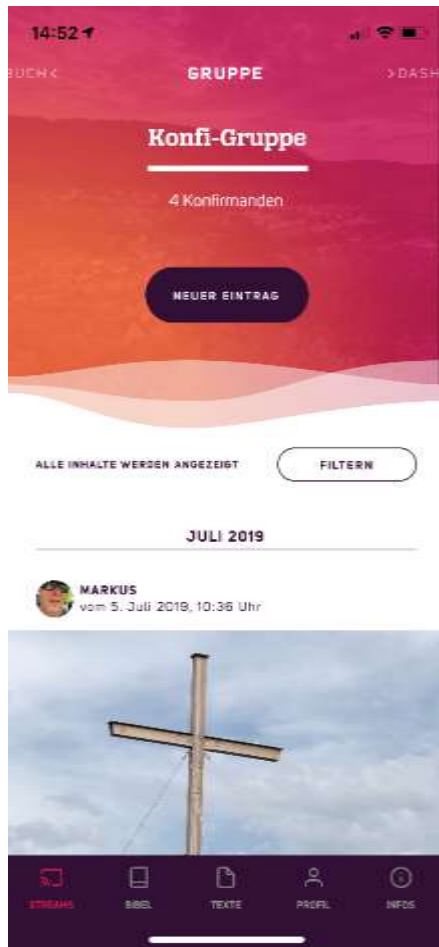 14:52
BUCH <
GRUPPE
> DASH
Konfi-Gruppe
4 Konfirmanden
NEUER EINTRAG
ALLE INHALTE WERDEN ANGEZEIGT
FILTERN
JULI 2019
MARKUS
vom 5. Juli 2019, 10:36 Uhr
STREAMS
BIBEL
TEXTE
PROFIL
INFOS